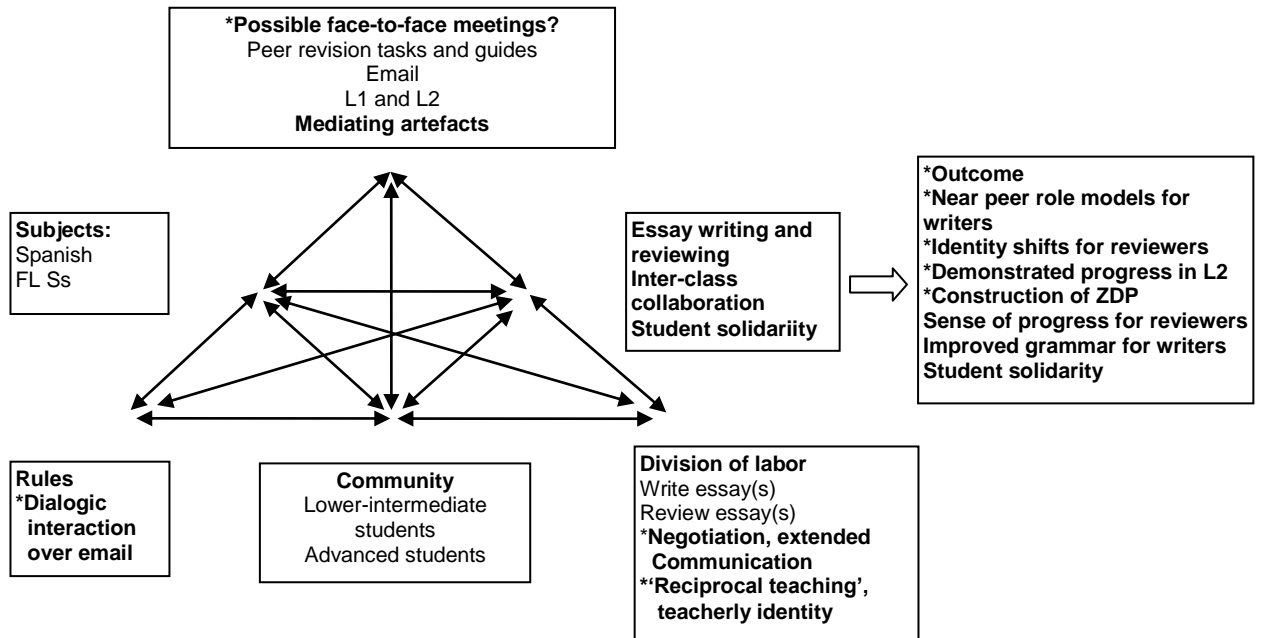 *Possible face-to-face meetings?
Peer revision tasks and guides
Email
L1 and L2
Mediating artefacts
Subjects:
Spanish
FL Ss
Essay writing and
reviewing
Inter-class
collaboration
Student solidariity
*Outcome
*Near peer role models for
writers
*Identity shifts for reviewers
*Demonstrated progress in L2
*Construction of ZDP
Sense of progress for reviewers
Improved grammar for writers
Student solidarity
Rules
*Dialogic
interaction
over email
Community
Lower-intermediate
students
Advanced students
Division of labor
Write essay(s)
Review essay(s)
*Negotiation, extended
Communication
*‘Reciprocal teaching’,
teacherly identity